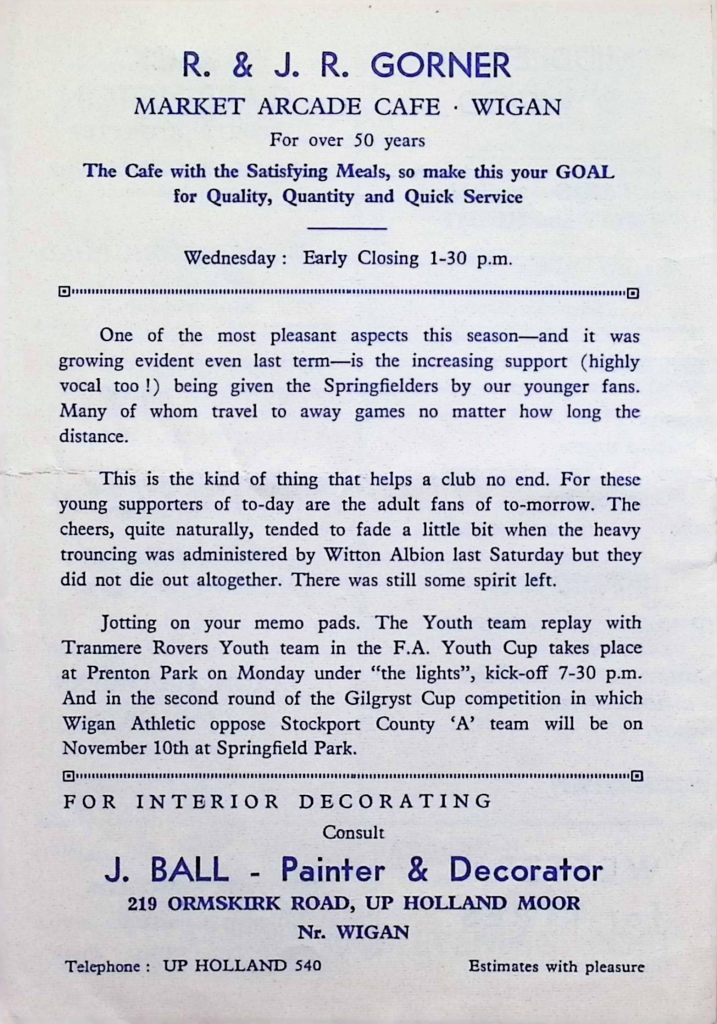 R. & J. R. GORNER
MARKET ARCADE CAFE · WIGAN
For over 50 years
The Cafe with the Satisfying Meals, so make this your GOAL
for Quality, Quantity and Quick Service
Wednesday : Early Closing 1-30 p.m.
One of the most pleasant aspects this season—and it was
growing evident even last term—is the increasing support (highly
vocal too !) being given the Springfielders by our younger fans.
Many of whom travel to away games no matter how long the
distance.
This is the kind of thing that helps a club no end. For these
young supporters of to-day are the adult fans of to-morrow. The
cheers, quite naturally, tended to fade a little bit when the heavy
trouncing was administered by Witton Albion last Saturday but they
did not die out altogether. There was still some spirit left.
Jotting on your memo pads. The Youth team replay with
Tranmere Rovers Youth team in the F.A. Youth Cup takes place
at Prenton Park on Monday under “the lights”, kick-off 7-30 p.m.
And in the second round of the Gilgryst Cup competition in which
Wigan Athletic oppose Stockport County ‘A’ team will be on
November 10th at Springfield Park.
FOR INTERIOR DECORATING
Consult
J. BALL - Painter & Decorator
219 ORMSKIRK ROAD, UP HOLLAND MOOR
Nr. WIGAN
Telephone : UP HOLLAND 540 Estimates with pleasure